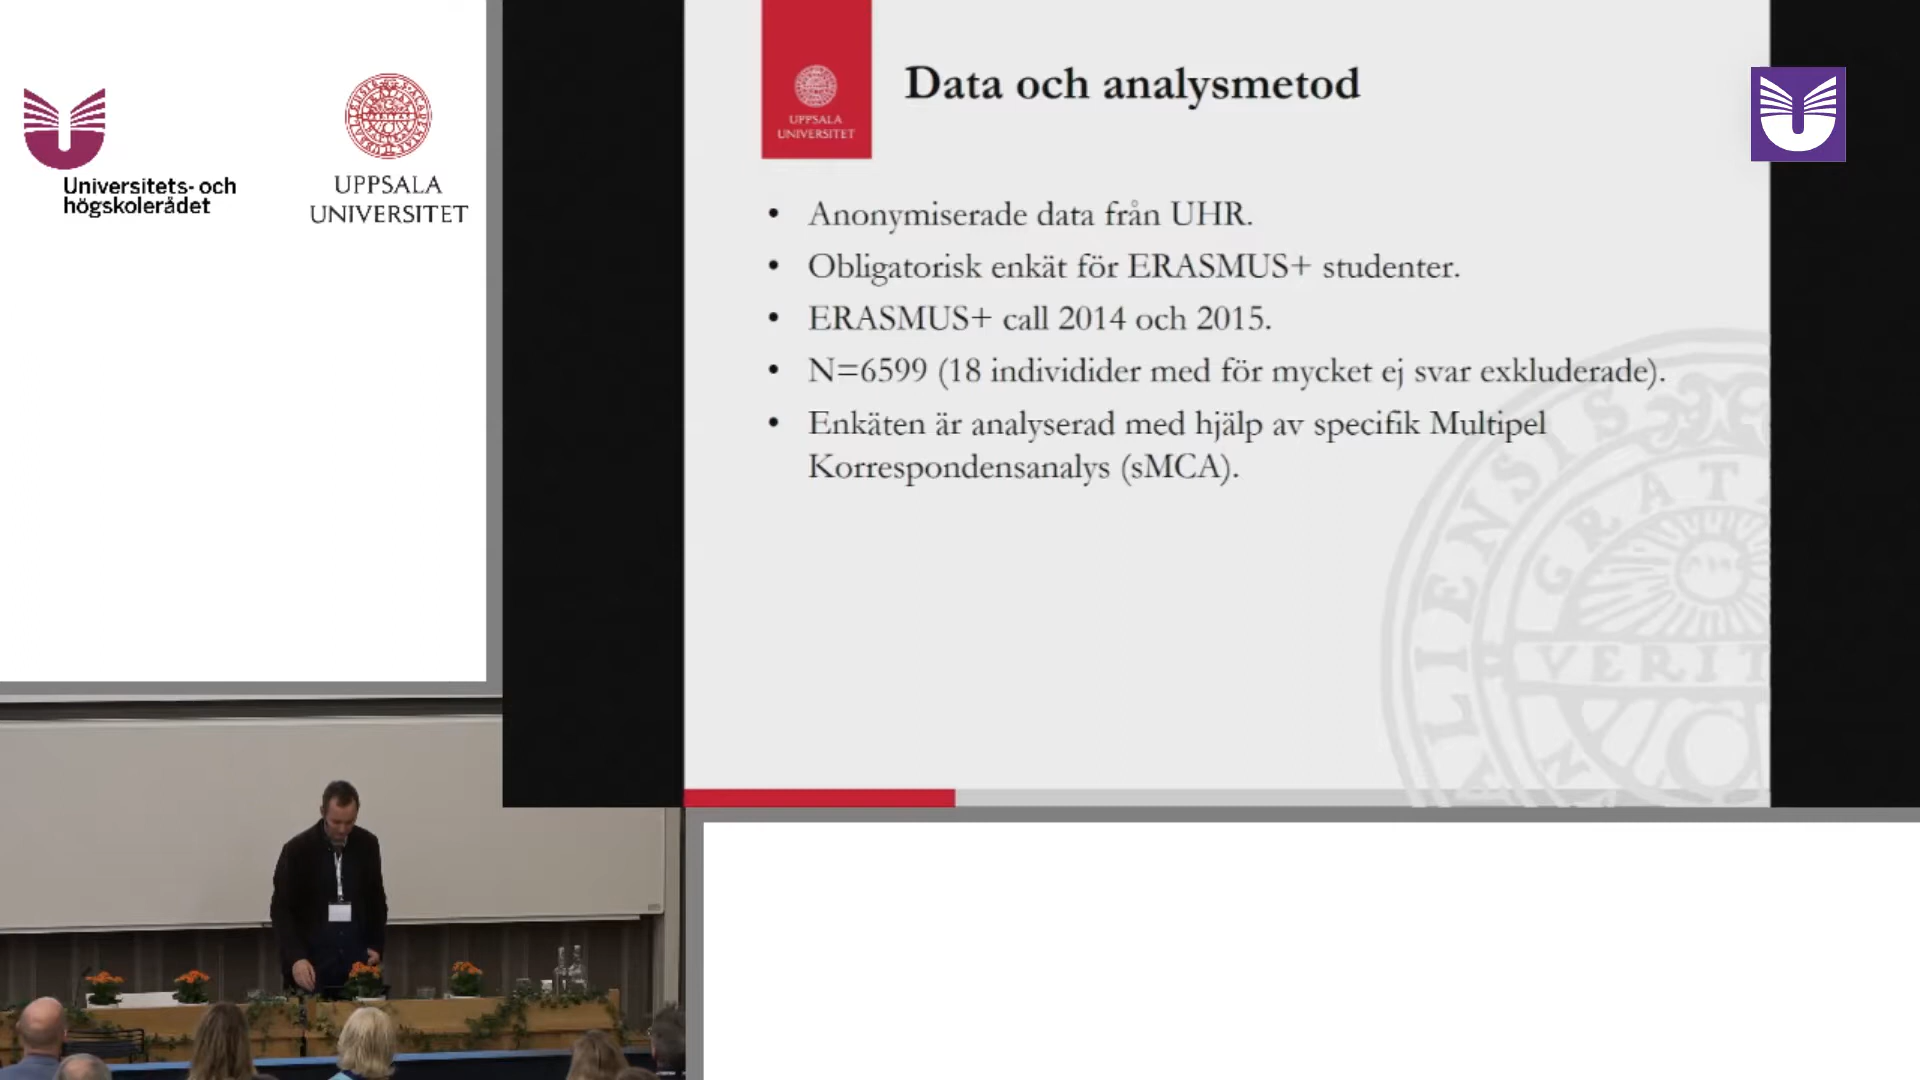 Universitets- och
högskolerådet
UPPSALA
UNIVERSITET
UPPSALA
UNIVERSITET
Data och analysmetod
• Anonymiserade data från UHR.
• Obligatorisk enkät för ERASMUS+ studenter.
• ERASMUS+ call 2014 och 2015.
• N=6599 (18 individider med för mycket ej svar exkluderade).
• Enkäten är analyserad med hjälp av specifik Multipel
Korrespondensanalys (sMCA).
GRAT
VERIT